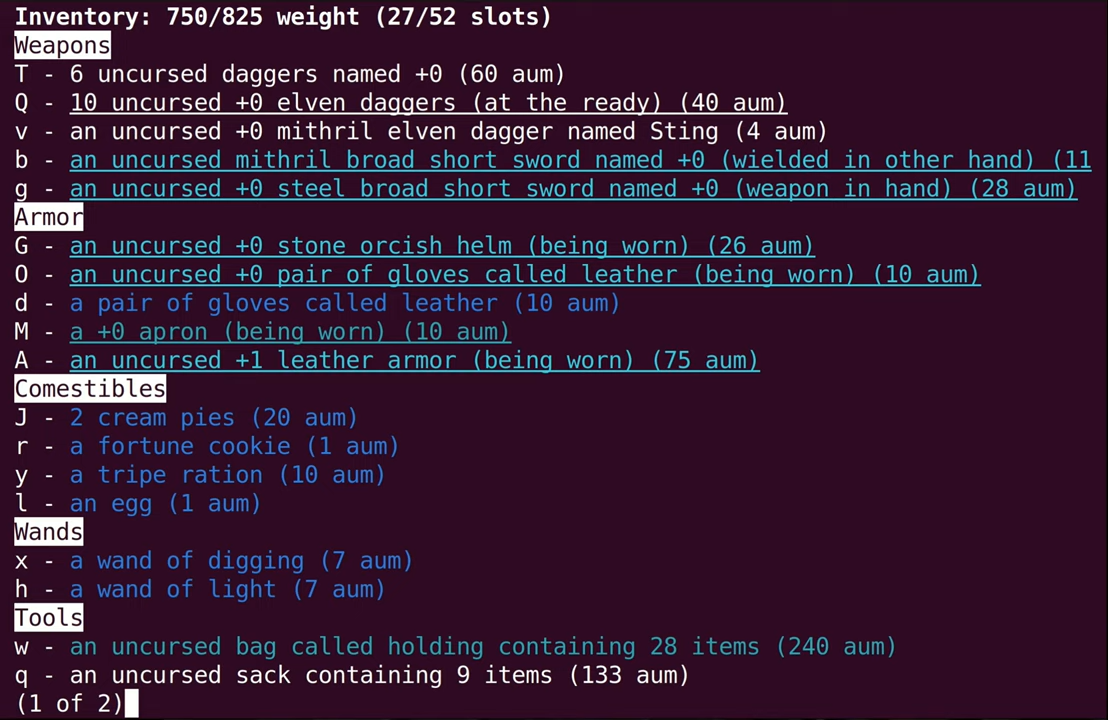 Inventory: 750/825 weight (27/52 slots)
Weapons
T - 6 uncursed daggers named +0 (60 aum)
Q - 10 uncursed +0 elven daggers (at the ready) (40 aum)
v - an uncursed +0 mithril elven dagger named Sting (4 aum)
b - an uncursed mithril broad short sword named +0 (wielded in other hand) (11
g - an uncursed +0 steel broad short sword named +0 (weapon in hand) (28 aum)
Armor
G - an uncursed +0 stone orcish helm (being worn) (26 aum)
O - an uncursed +0 pair of gloves called leather (being worn) (10 aum)
d - a pair of gloves called leather (10 aum)
M - a +0 apron (being worn) (10 aum)
A - an uncursed +1 leather armor (being worn) (75 aum)
Comestibles
J - 2 cream pies (20 aum)
r - a fortune cookie (1 aum)
y - a tripe ration (10 aum)
l - an egg (1 aum)
Wands
x - a wand of digging (7 aum)
h - a wand of light (7 aum)
Tools
w - an uncursed bag called holding containing 28 items (240 aum)
q - an uncursed sack containing 9 items (133 aum)
(1 of 2)